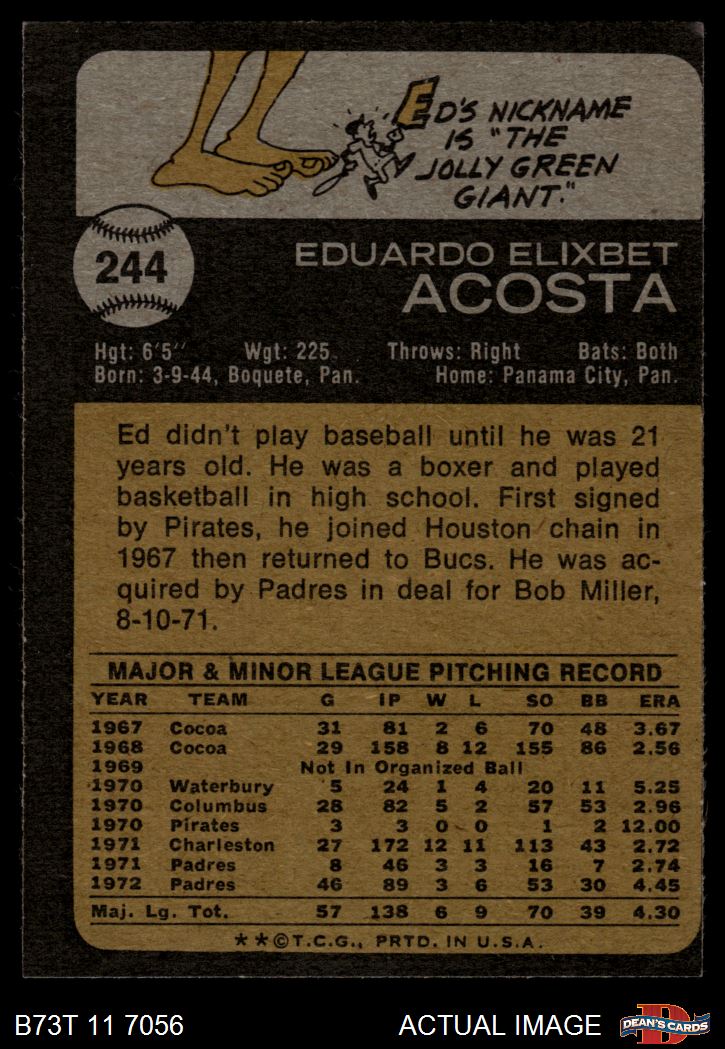 ED'S NICKNAME
IS "THE
JOLLY GREEN
GIANT."
244
EDUARDO ELIXBET
ACOSTA
Hgt: 6'5" Wgt: 225 Throws: Right Bats: Both
Born: 3-9-44, Boquete, Pan. Home: Panama City, Pan.
Ed didn't play baseball until he was 21
years old. He was a boxer and played
basketball in high school. First signed
by Pirates, he joined Houston chain in
1967 then returned to Bucs. He was ac-
quired by Padres in deal for Bob Miller,
8-10-71.
MAJOR & MINOR LEAGUE PITCHING RECORD
YEAR TEAM G IP W L SO BB ERA
1967 Cocoa 31 81 2 6 70 48 3.67
1968 Cocoa 29 158 8 12 155 86 2.56
1969 Not In Organized Ball
1970 Waterbury 5 24 1 4 20 11 5.25
1970 Columbus 28 82 5 2 57 53 2.96
1970 Pirates 3 3 0 0 1 2 12.00
1971 Charleston 27 172 12 11 113 43 2.72
1971 Padres 8 46 3 3 16 7 2.74
1972 Padres 46 89 3 6 53 30 4.45
Maj. Lg. Tot. 57 138 6 9 70 39 4.30
**©T.C.G., PRTD. IN U.S.A.
B73T 11 7056 ACTUAL IMAGE
D
DEAN'S CARDS